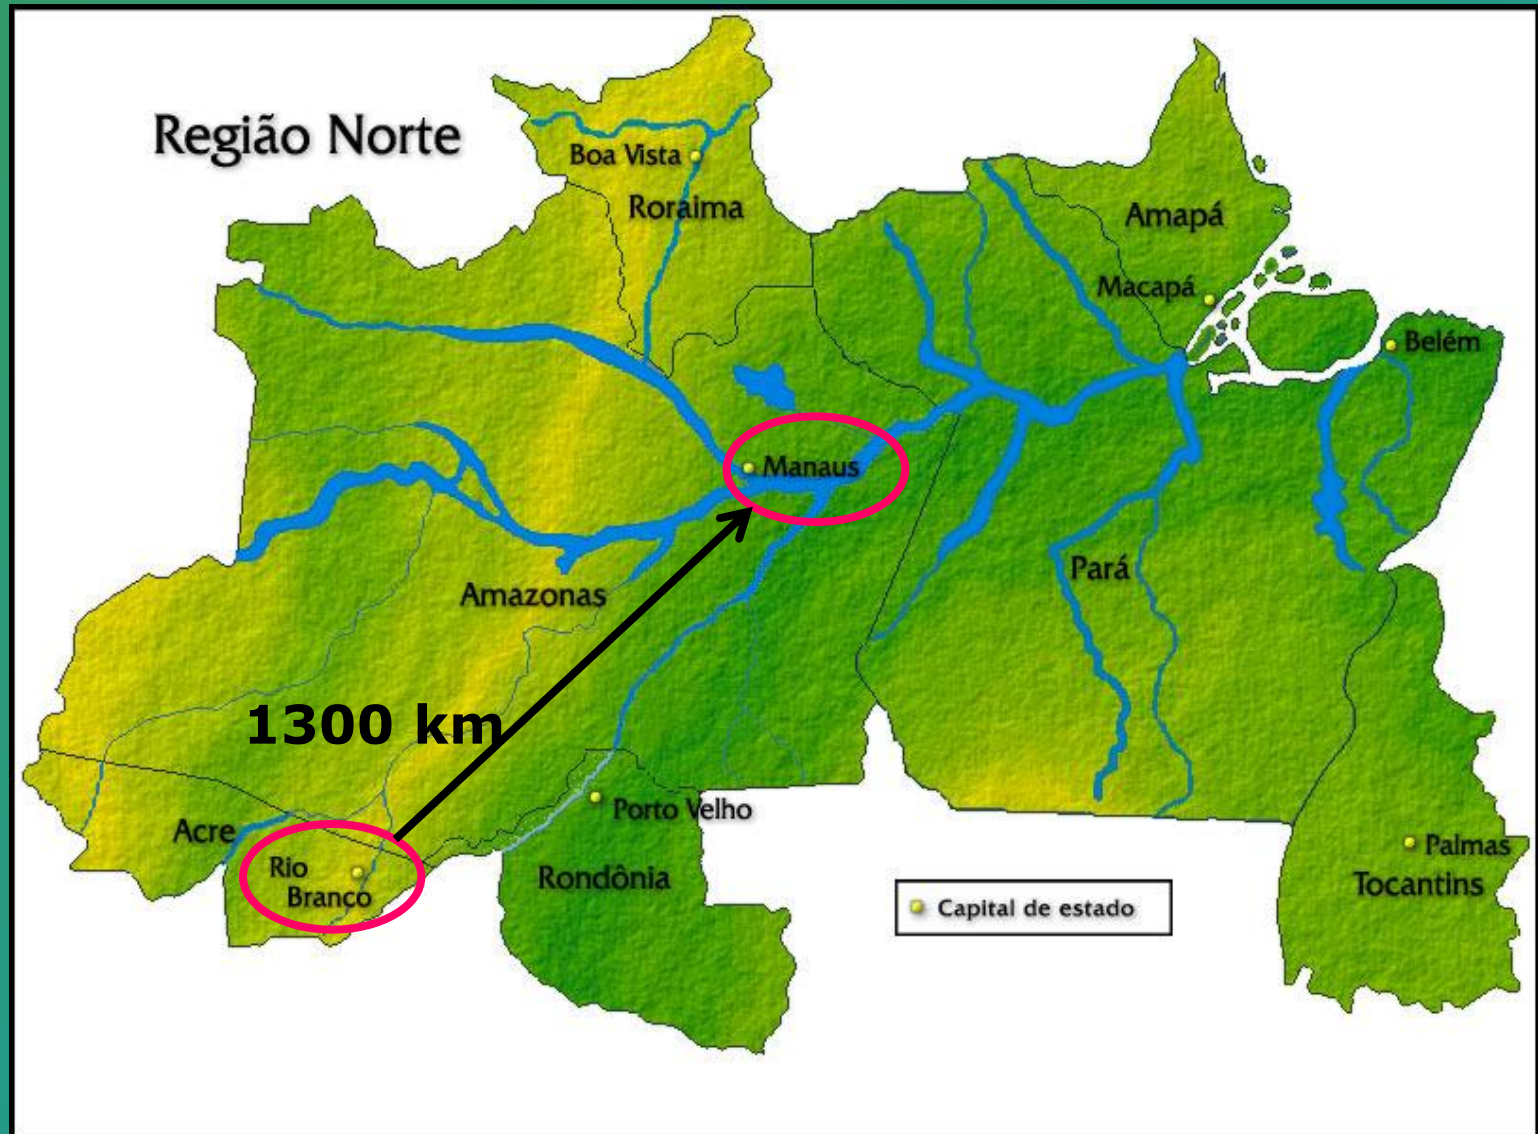 Região Norte
Boa Vista
Roraima
Amapá
Macapá
Belém
Manaus
Pará
Amazonas
1300 km
Porto Velho
Acre
Rio
Branco
Rondônia
Palmas
Tocantins
Capital de estado